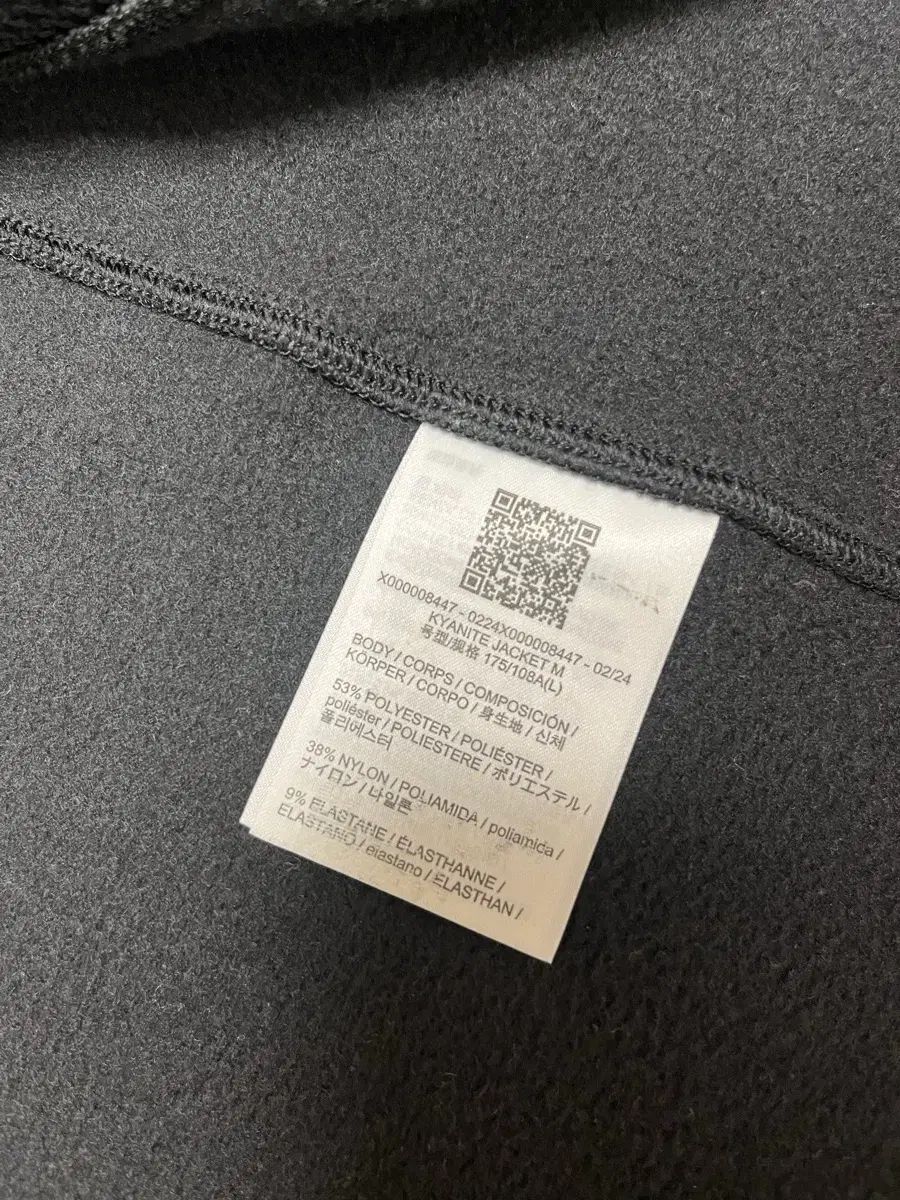 X000008447 - 0224X000008447 - 02/24
KYANITE JACKET M
号型/规格 175/108A(L)
BODY / CORPS / COMPOSICIÓN /
KÖRPER / CORPO / 身生地 / 신체
53% POLYESTER / POLIÉSTER /
poliéster / POLIESTERE / ポリエステル /
폴리에스터
38% NYLON / POLIAMIDA / poliamida /
ナイロン / 나일론
9% ELASTANE / ÉLASTHANNE /
ELASTANO / elastano / ELASTHAN /